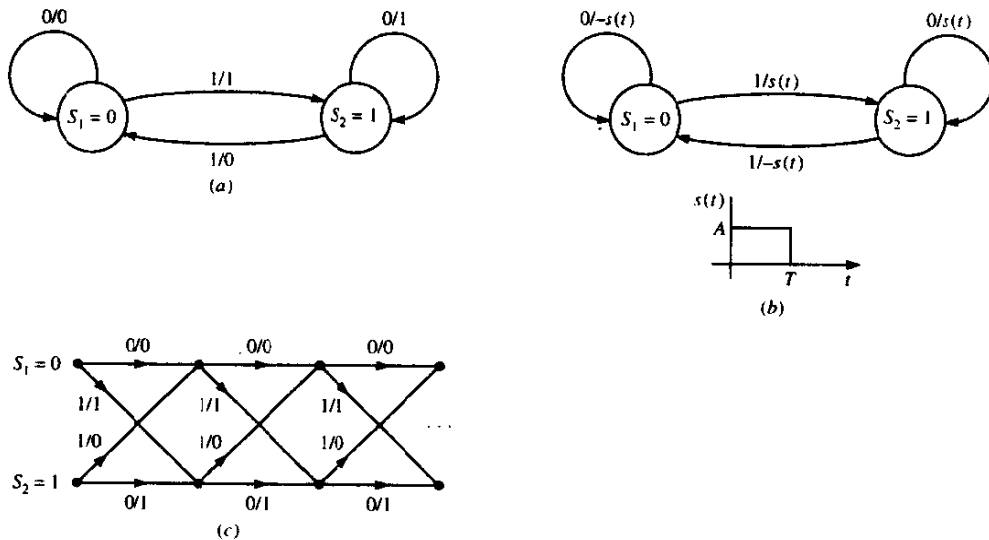 0/0
0/1
1/1
S₁ = 0
S₂ = 1
1/0
(a)
0/−s(t)
0/s(t)
1/s(t)
S₁ = 0
S₂ = 1
1/−s(t)
s(t)
A
T
t
(b)
0/0
0/0
0/0
S₁ = 0
1/1
1/1
1/1
1/0
1/0
1/0
. . .
S₂ = 1
0/1
0/1
0/1
(c)